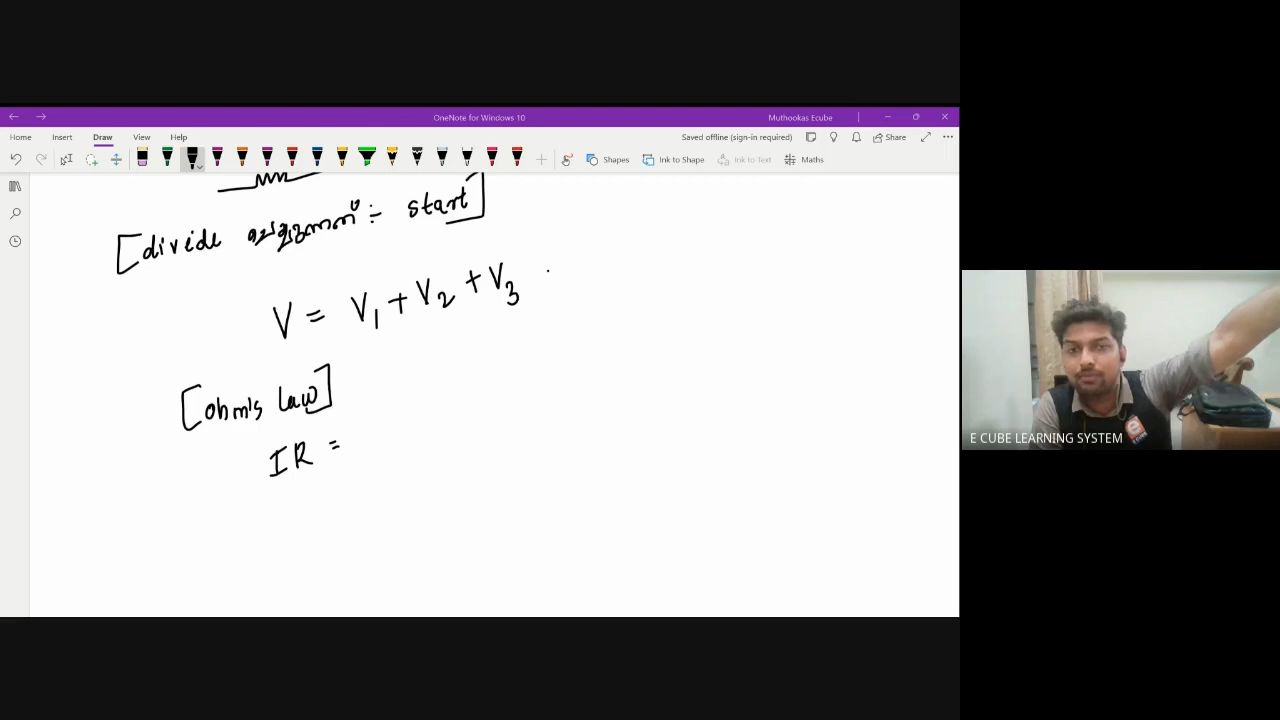 OneNote for Windows 10
Muthookas Ecube
Home Insert Draw View Help
Saved offline (sign-in required)
Share
Shapes
Ink to Shape
Ink to Text
Maths
[divide ÷ start]
V = V₁ + V₂ + V₃
[ohm's law]
IR =
E CUBE LEARNING SYSTEM